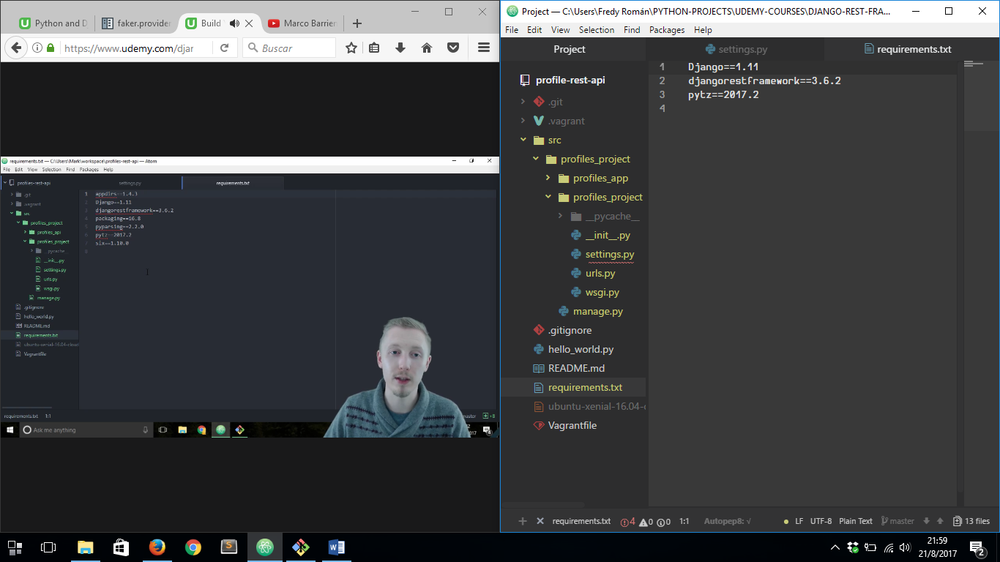 Python and D
faker.provider
Build
Marco Barrier
https://www.udemy.com/djar
Buscar
requirements.txt — C:\Users\Mark\workspace\profiles-rest-api — Atom
File Edit View Selection Find Packages Help
profiles-rest-api
settings.py
requirements.txt
.git
.vagrant
src
profiles_project
profiles_api
profiles_project
__pycache__
__init__.py
settings.py
urls.py
wsgi.py
manage.py
.gitignore
hello_world.py
README.md
requirements.txt
ubuntu-xenial-16.04-cloud
Vagrantfile
1 appdirs==1.4.3
2 Django==1.11
3 djangorestframework==3.6.2
4 packaging==16.8
5 pyparsing==2.2.0
6 pytz==2017.2
7 six==1.10.0
8
requirements.txt 1:1
master
+8
Ask me anything
2017
Project — C:\Users\Fredy Román\PYTHON-PROJECTS\UDEMY-COURSES\DJANGO-REST-FRA...
File Edit View Selection Find Packages Help
Project
settings.py
requirements.txt
profile-rest-api
.git
.vagrant
src
profiles_project
profiles_app
profiles_project
__pycache__
__init__.py
settings.py
urls.py
wsgi.py
manage.py
.gitignore
hello_world.py
README.md
requirements.txt
ubuntu-xenial-16.04-c
Vagrantfile
1 Django==1.11
2 djangorestframework==3.6.2
3 pytz==2017.2
4
requirements.txt 4 0 0 1:1 Autopep8: √ LF UTF-8 Plain Text master 13 files
21:59
21/8/2017
2